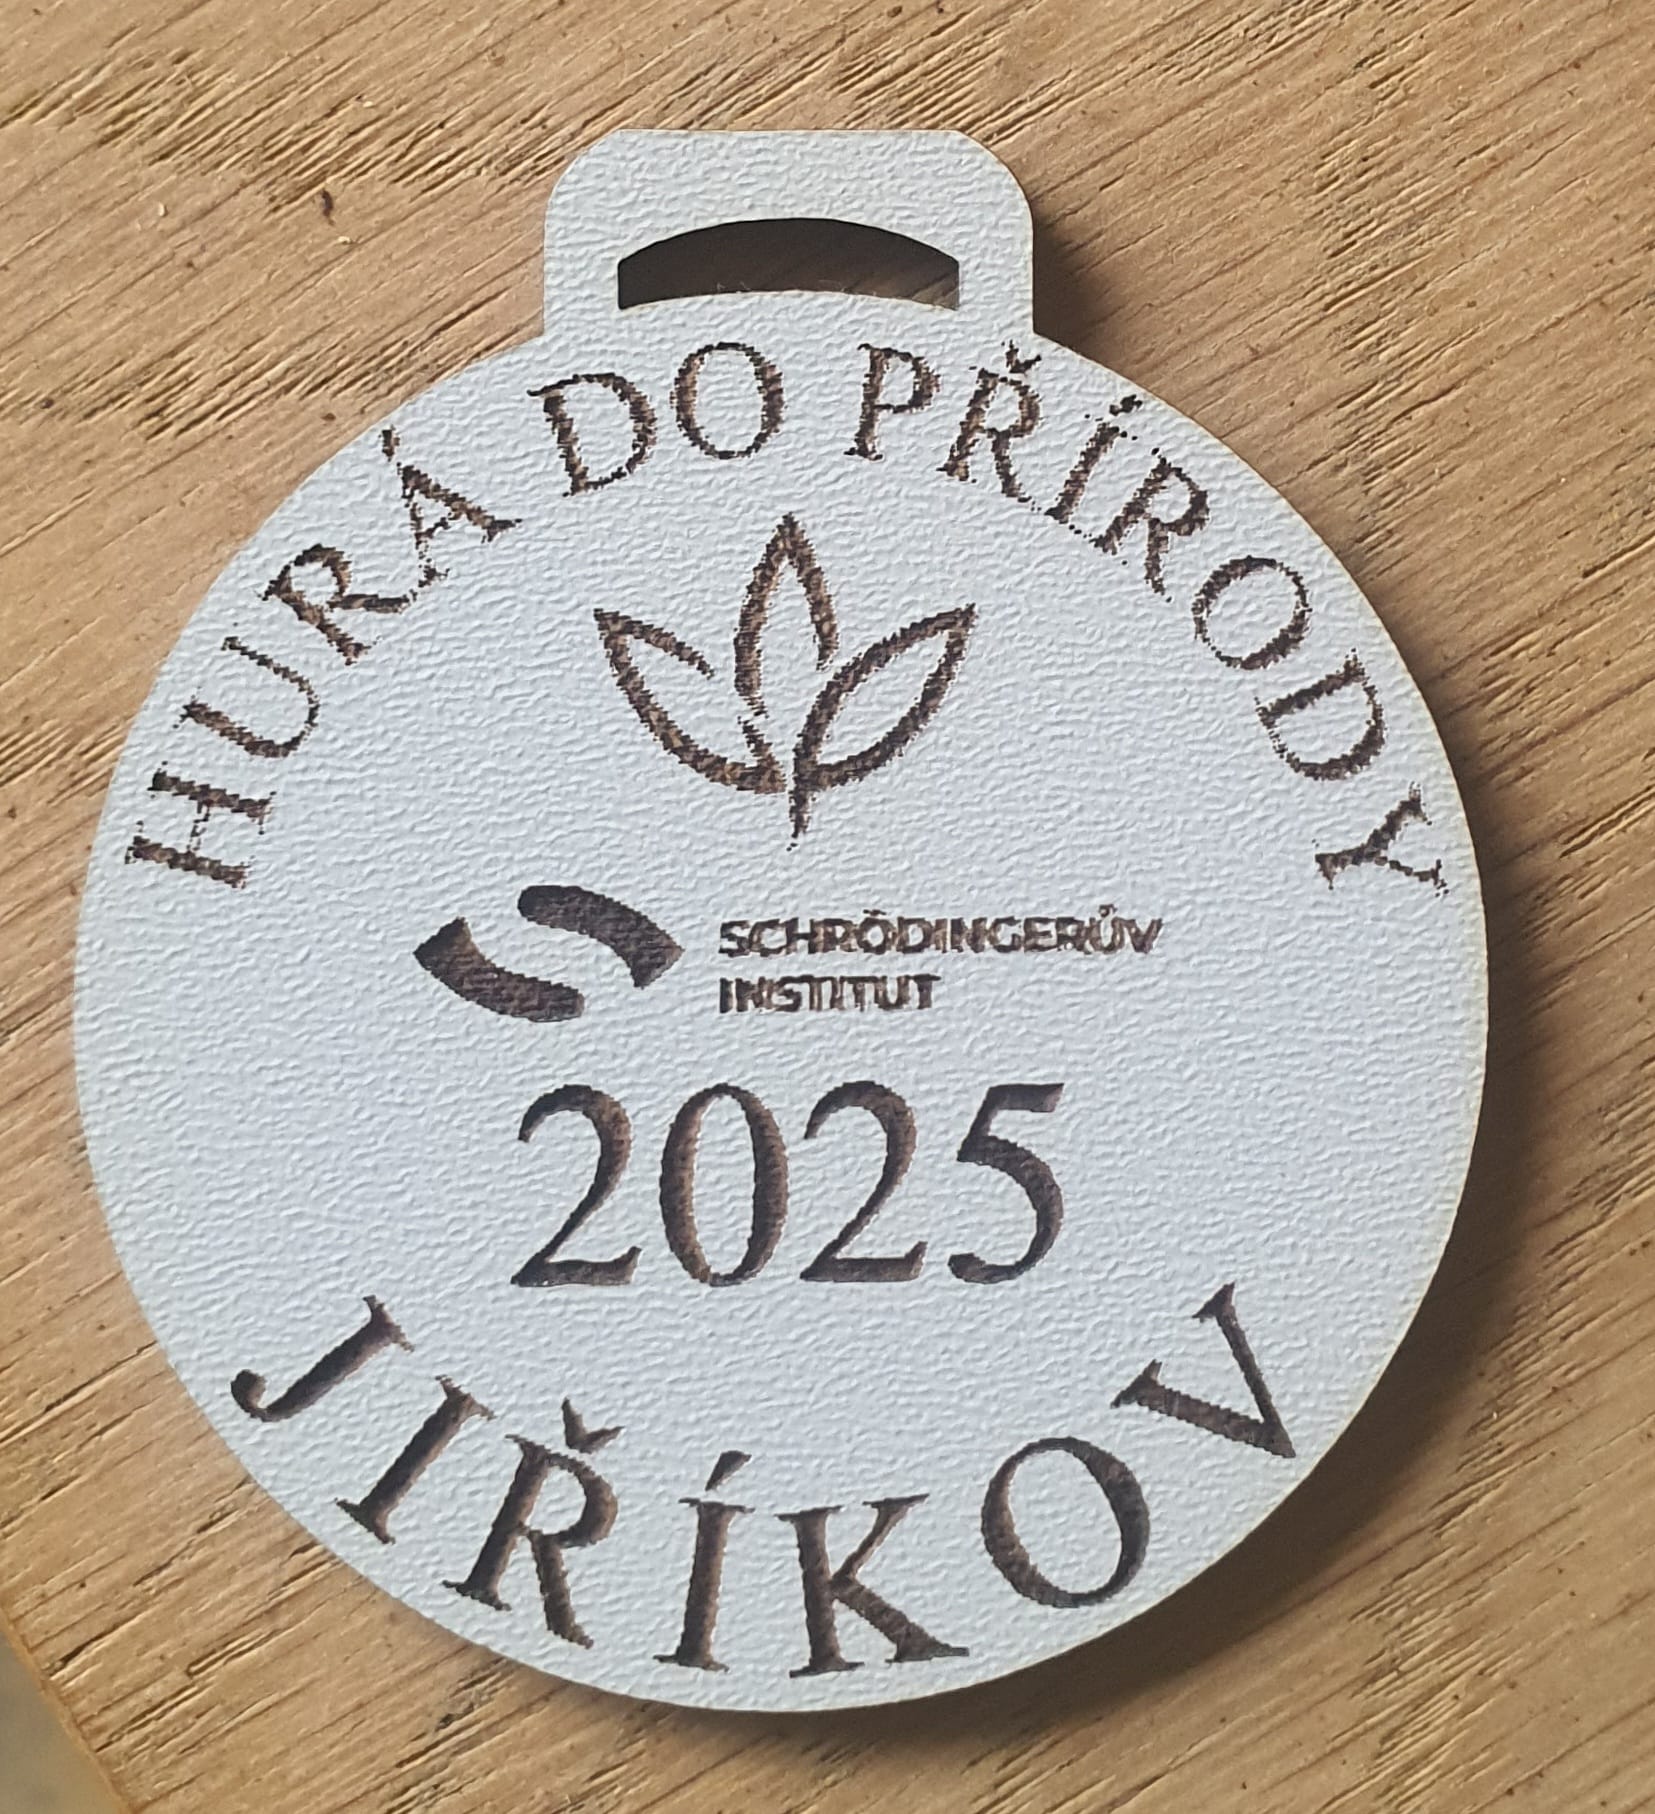 HURÁ DO PŘÍRODY
SCHRÖDINGERŮV
INSTITUT
2025
JIŘÍKOV